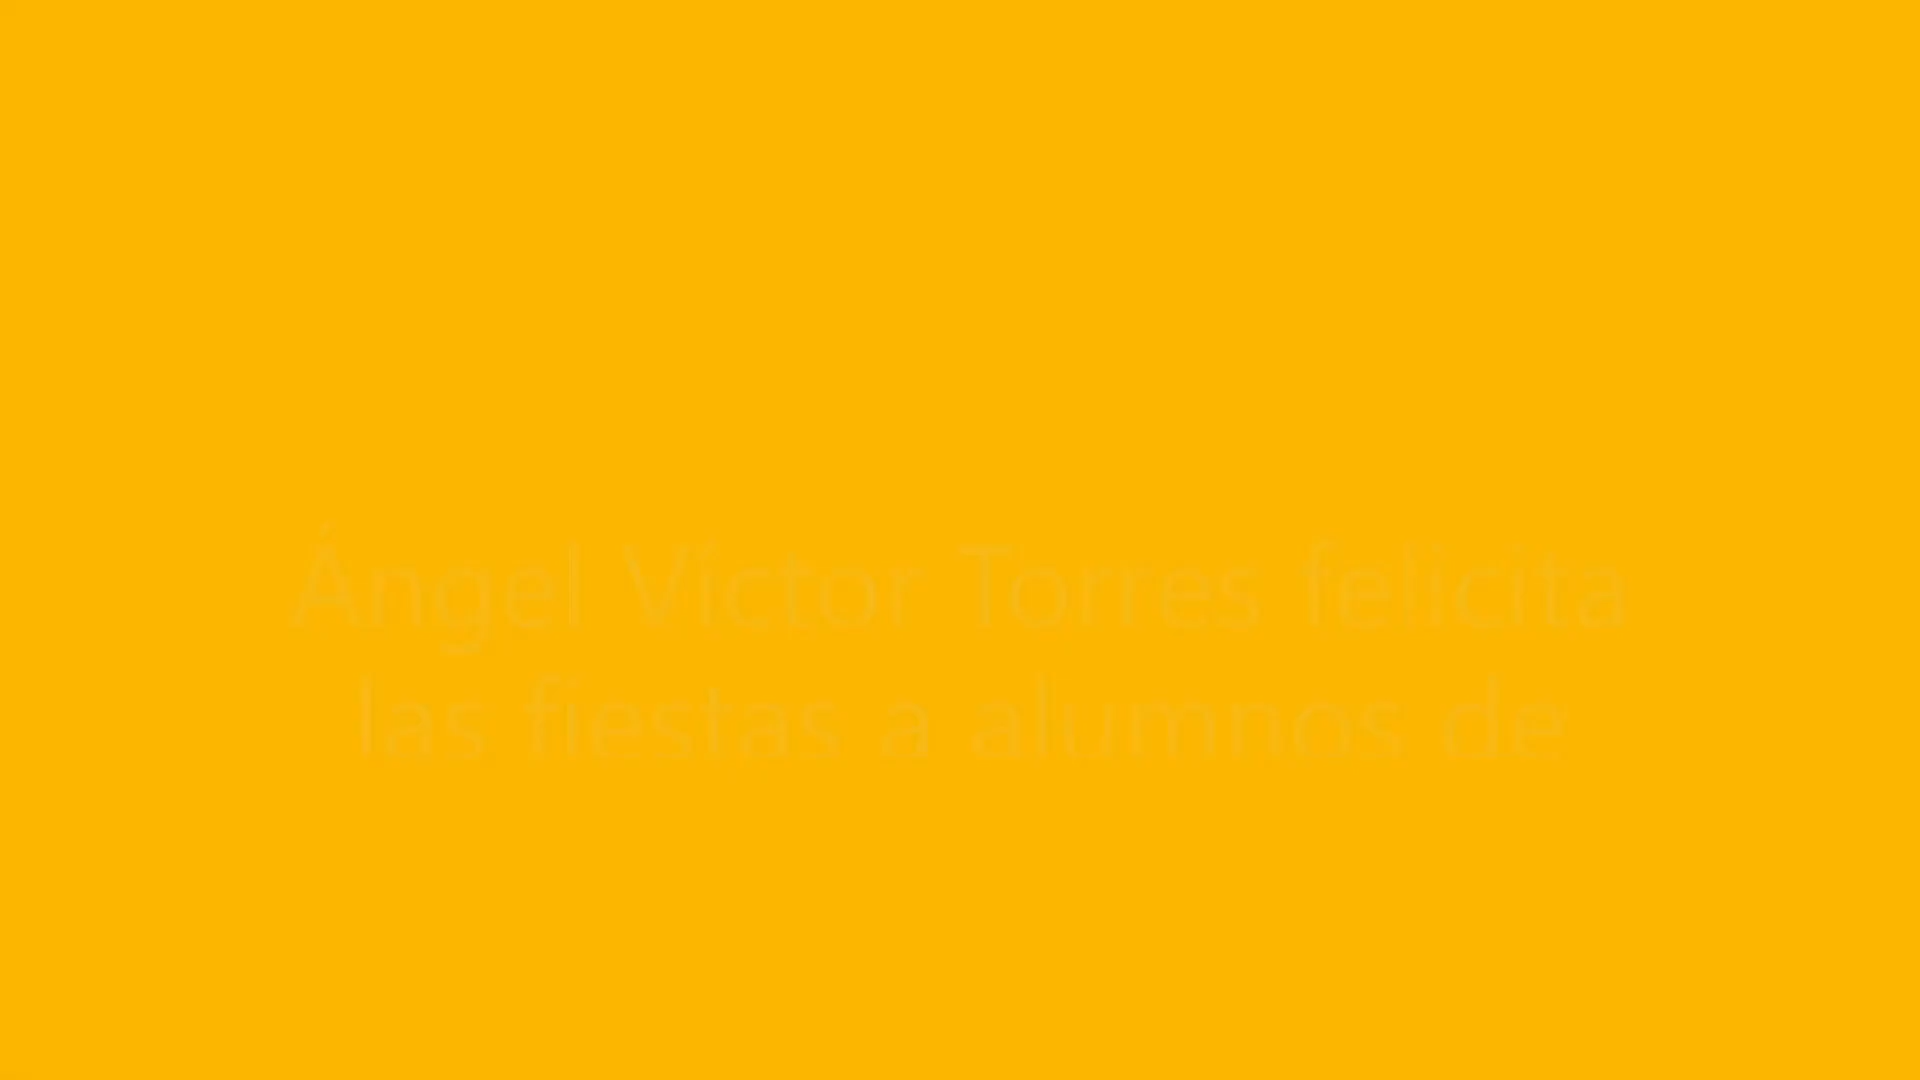 Ángel Víctor Torres felicita
las fiestas a alumnos de